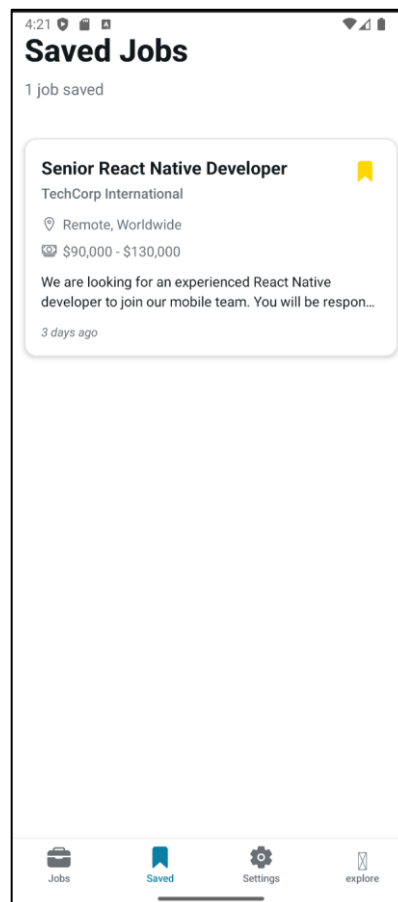 4:21
Saved Jobs
1 job saved
Senior React Native Developer
TechCorp International
Remote, Worldwide
$90,000 - $130,000
We are looking for an experienced React Native
developer to join our mobile team. You will be respon...
3 days ago
Jobs
Saved
Settings
explore